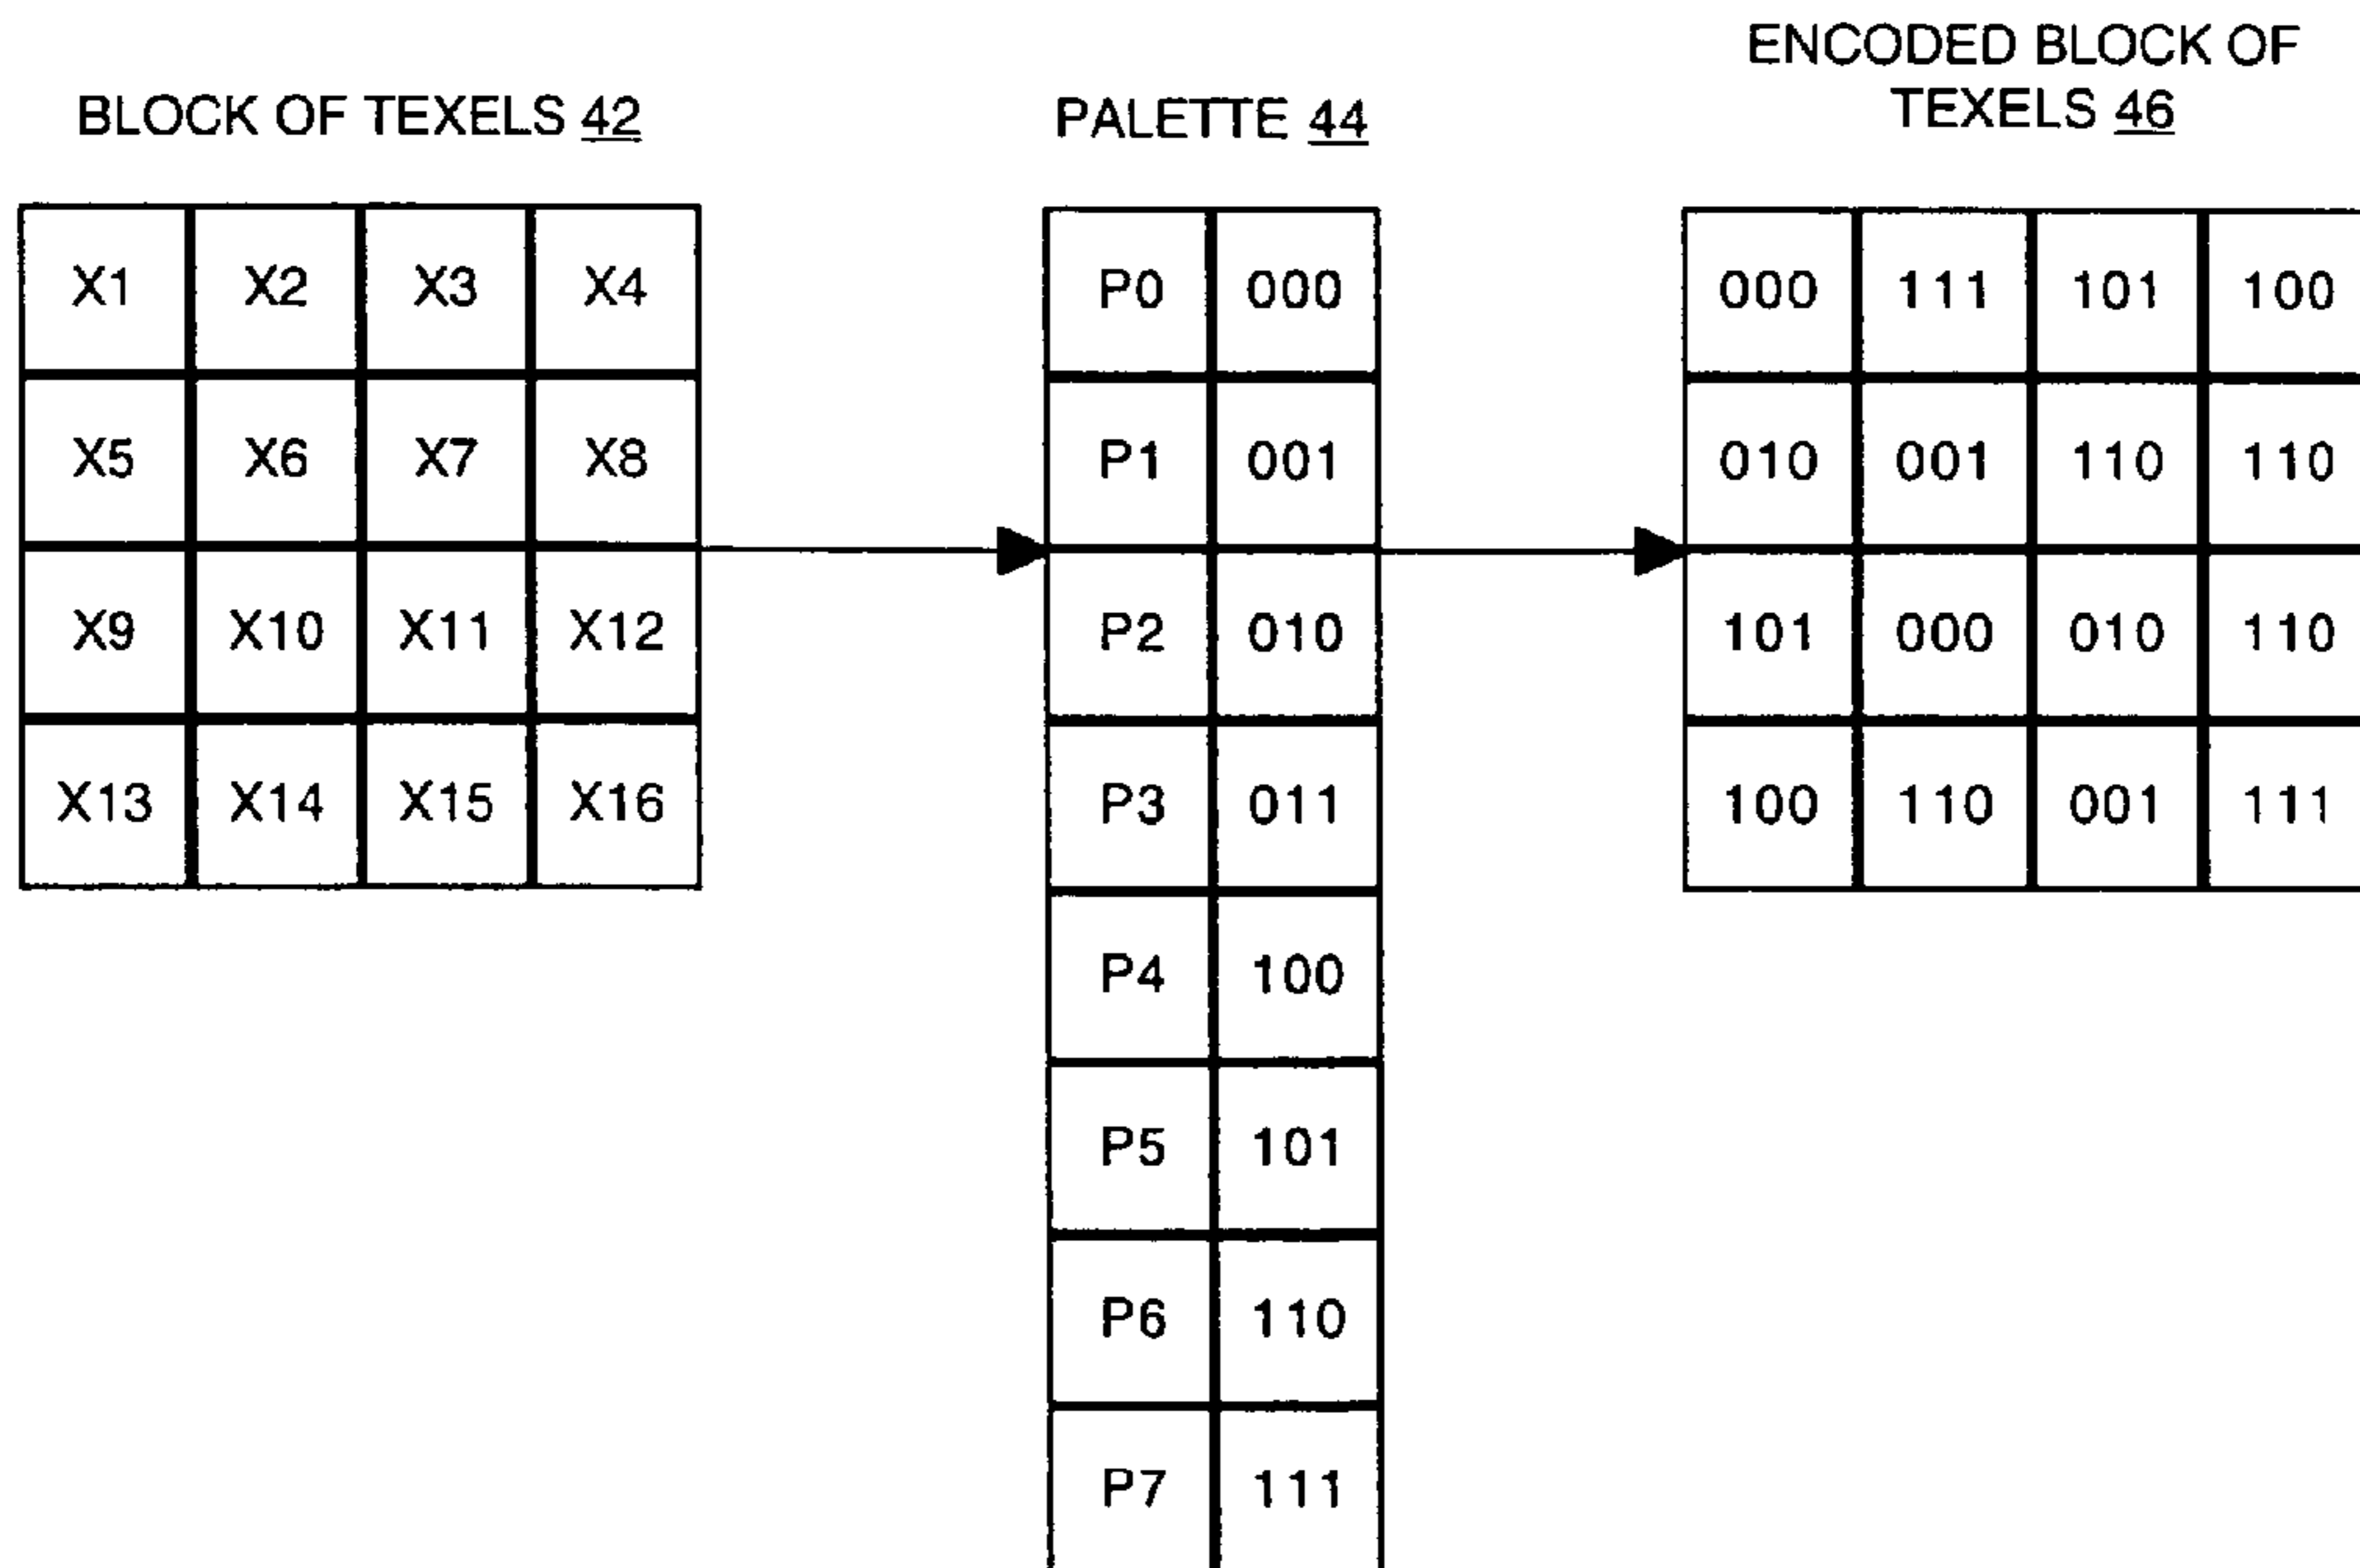 BLOCK OF TEXELS 42
X1 X2 X3 X4
X5 X6 X7 X8
X9 X10 X11 X12
X13 X14 X15 X16
PALETTE 44
P0 000
P1 001
P2 010
P3 011
P4 100
P5 101
P6 110
P7 111
ENCODED BLOCK OF
TEXELS 46
000 111 101 100
010 001 110 110
101 000 010 110
100 110 001 111